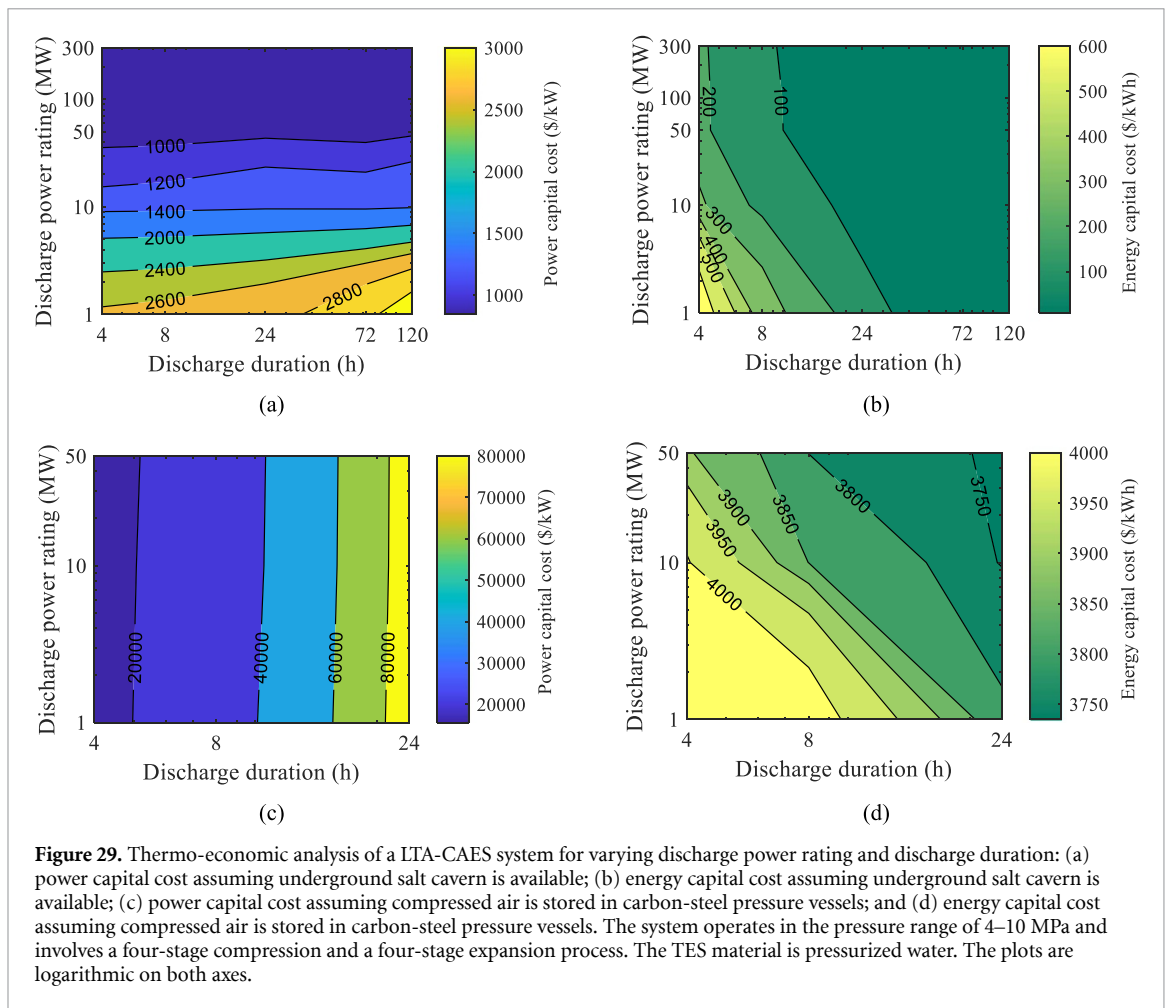 300
100
50
10
1
Discharge power rating (MW)
1000
1200
1400
2000
2400
2600
2800
4 8 24 72 120
Discharge duration (h)
3000
2500
2000
1500
1000
Power capital cost ($/kW)
(a)
300
100
50
10
1
Discharge power rating (MW)
200
100
300
400
500
4 8 24 72 120
Discharge duration (h)
600
500
400
300
200
100
Energy capital cost ($/kWh)
(b)
50
10
1
Discharge power rating (MW)
20000
40000
60000
80000
4 8 24
Discharge duration (h)
80000
70000
60000
50000
40000
30000
20000
Power capital cost ($/kW)
(c)
50
10
1
Discharge power rating (MW)
4000
3950
3900
3850
3800
3750
4 8 24
Discharge duration (h)
4000
3950
3900
3850
3800
3750
Energy capital cost ($/kWh)
(d)
Figure 29. Thermo-economic analysis of a LTA-CAES system for varying discharge power rating and discharge duration: (a)
power capital cost assuming underground salt cavern is available; (b) energy capital cost assuming underground salt cavern is
available; (c) power capital cost assuming compressed air is stored in carbon-steel pressure vessels; and (d) energy capital cost
assuming compressed air is stored in carbon-steel pressure vessels. The system operates in the pressure range of 4–10 MPa and
involves a four-stage compression and a four-stage expansion process. The TES material is pressurized water. The plots are
logarithmic on both axes.